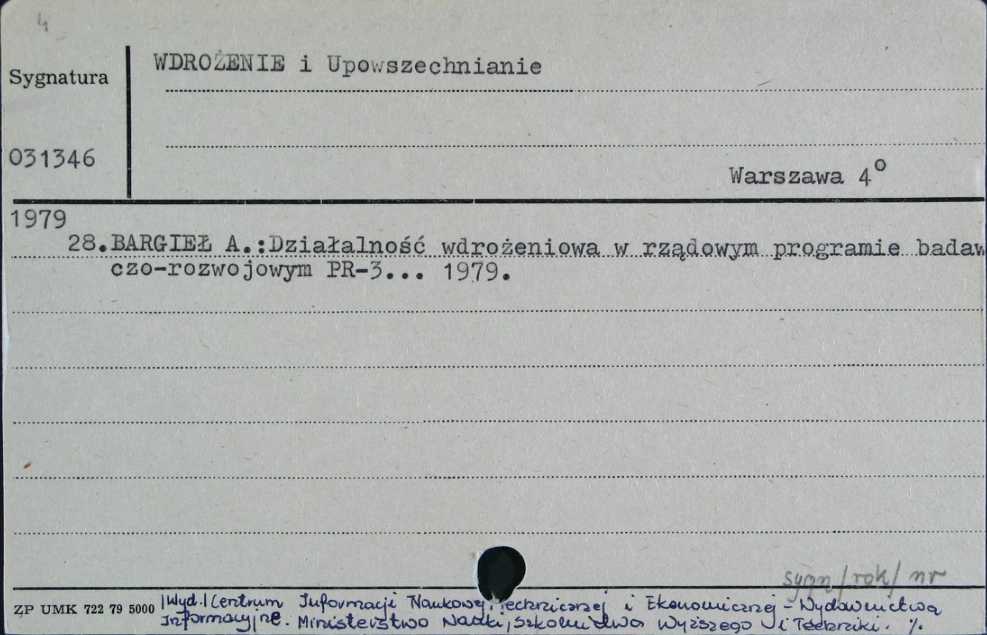 4
WDROŻENIE i Upowszechnianie
Sygnatura
031346
Warszawa 4°
1979
28.BARGIEŁ A.:Działalność wdrożeniowa w rządowym programie badaw
czo-rozwojowym PR-3... 1979.
sygn/rok/ nr
ZP UMK 722 79 5000
|Wyd.| Centrum Informacji Naukowej, Technicznej i Ekonomicznej - Wydawnictwa
Informacyjne. Ministerstwo Nauki, Szkolnictwa Wyższego i Techniki. %